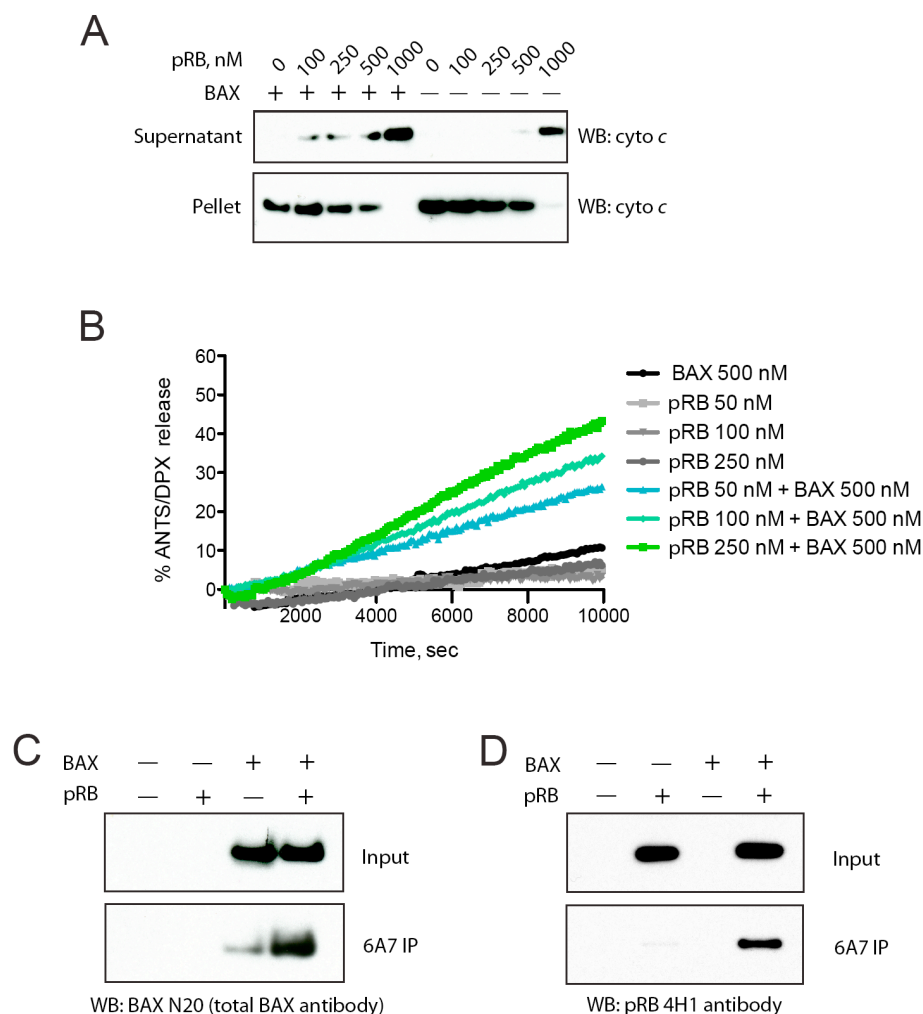 A
pRB, nM 0 100 250 500 1000 0 100 250 500 1000
BAX + + + + + — — — — —
Supernatant WB: cyto c
Pellet WB: cyto c
B
% ANTS/DPX release
60
50
40
30
20
10
0
2000 4000 6000 8000 10000
Time, sec
BAX 500 nM
pRB 50 nM
pRB 100 nM
pRB 250 nM
pRB 50 nM + BAX 500 nM
pRB 100 nM + BAX 500 nM
pRB 250 nM + BAX 500 nM
C
BAX — — + +
pRB — + — +
Input
6A7 IP
WB: BAX N20 (total BAX antibody)
D
BAX — — + +
pRB — + — +
Input
6A7 IP
WB: pRB 4H1 antibody